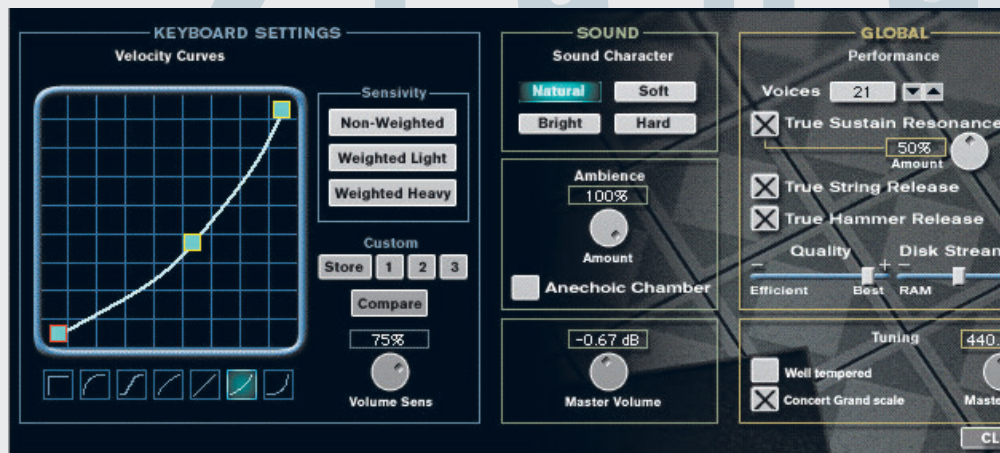 KEYBOARD SETTINGS
Velocity Curves
Sensivity
Non-Weighted
Weighted Light
Weighted Heavy
Custom
Store 1 2 3
Compare
75%
Volume Sens
SOUND
Sound Character
Natural Soft
Bright Hard
Ambience
100%
Amount
Anechoic Chamber
-0.67 dB
Master Volume
GLOBAL
Performance
Voices 21
True Sustain Resonance
50%
Amount
True String Release
True Hammer Release
Quality Disk Strean
− + −
Efficient Best RAM
Tuning 440.
Well tempered
Concert Grand scale Maste
CL